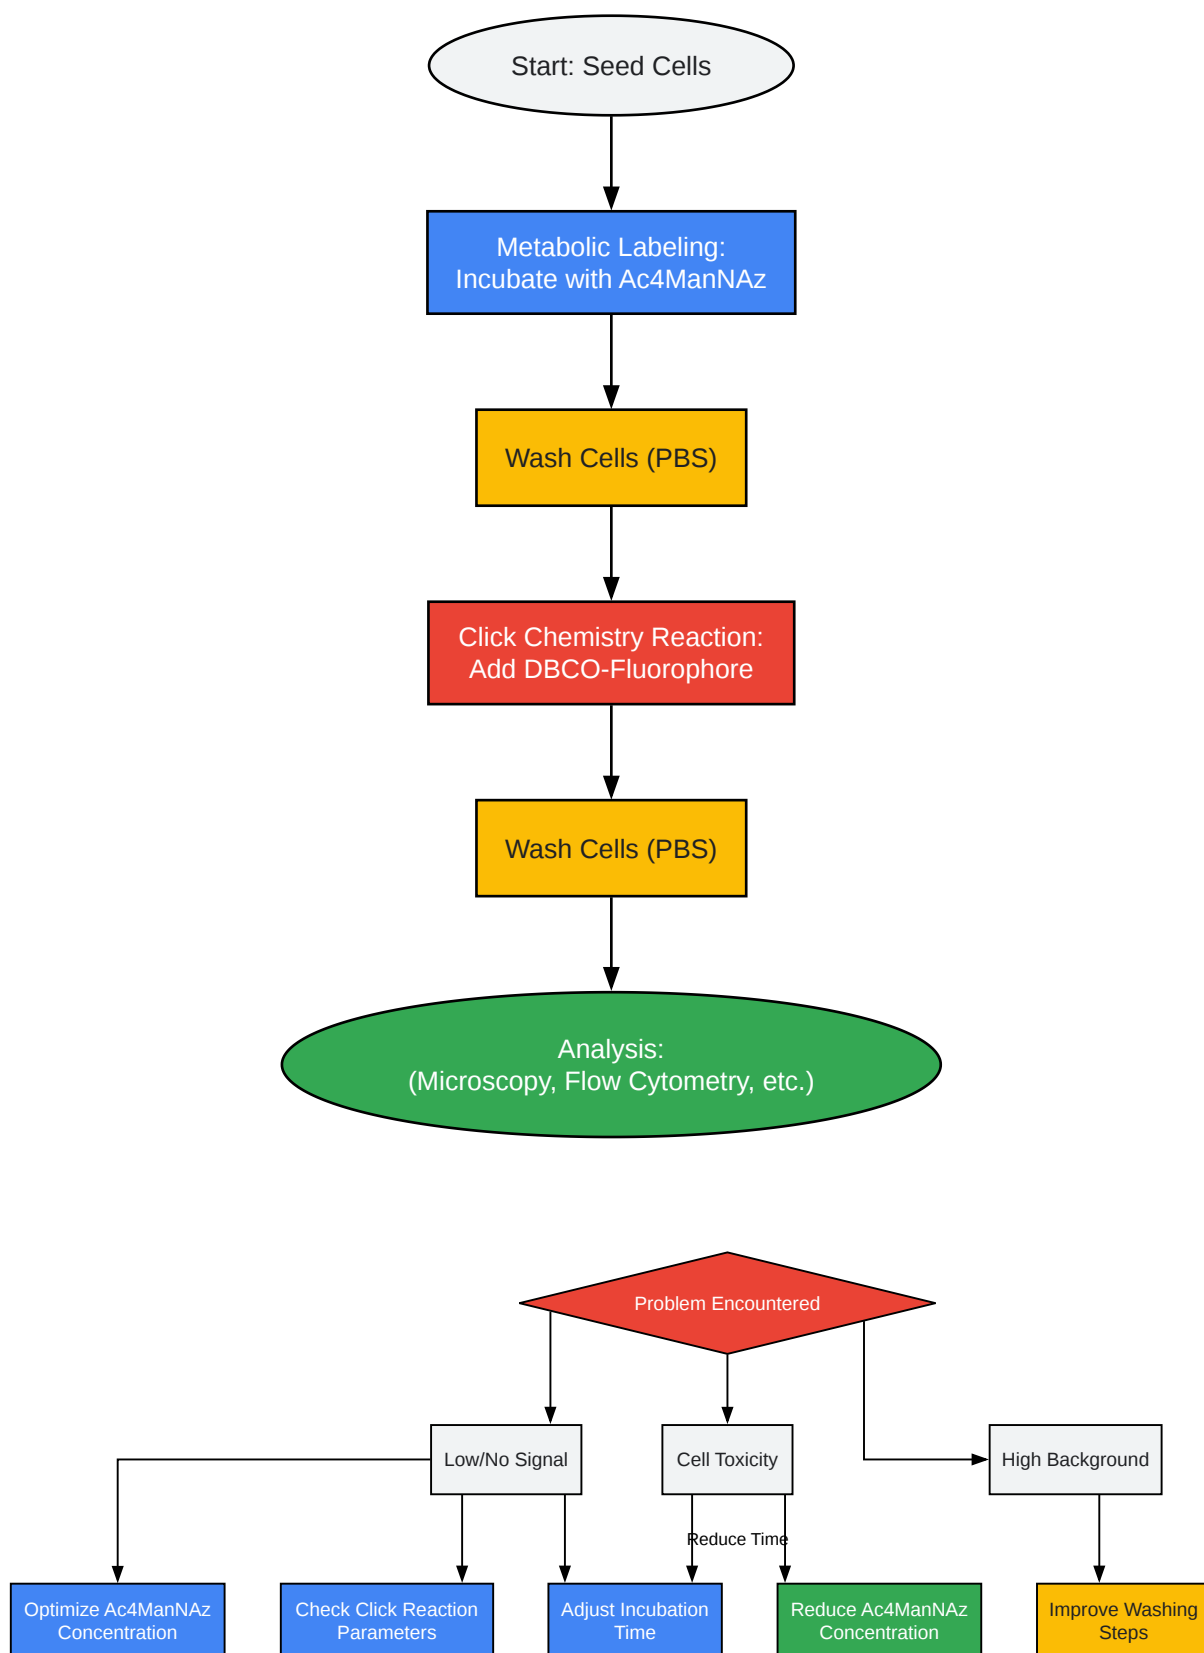 Start: Seed Cells
Metabolic Labeling:
Incubate with Ac4ManNAz
Wash Cells (PBS)
Click Chemistry Reaction:
Add DBCO-Fluorophore
Wash Cells (PBS)
Analysis:
(Microscopy, Flow Cytometry, etc.)
Problem Encountered
Low/No Signal
Cell Toxicity
High Background
Reduce Time
Optimize Ac4ManNAz
Concentration
Check Click Reaction
Parameters
Adjust Incubation
Time
Reduce Ac4ManNAz
Concentration
Improve Washing
Steps